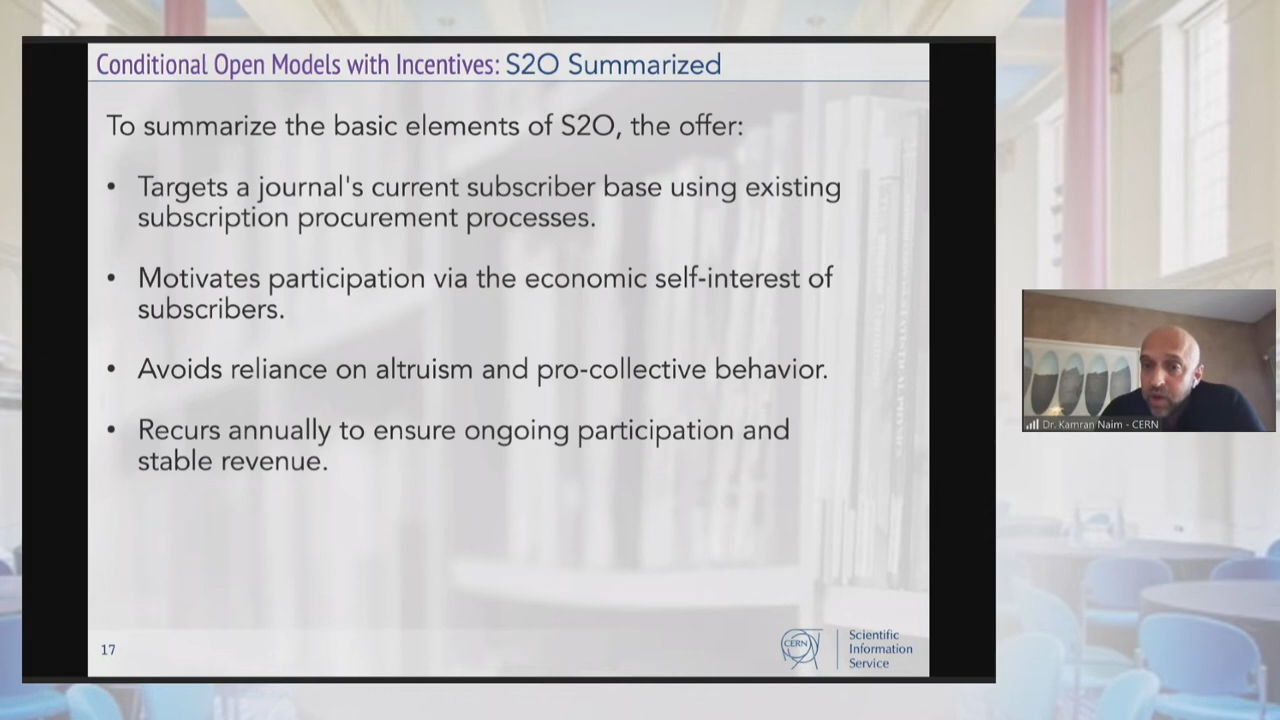 Conditional Open Models with Incentives: S2O Summarized
To summarize the basic elements of S2O, the offer:
• Targets a journal's current subscriber base using existing
subscription procurement processes.
• Motivates participation via the economic self-interest of
subscribers.
• Avoids reliance on altruism and pro-collective behavior.
• Recurs annually to ensure ongoing participation and
stable revenue.
17
CERN
Scientific
Information
Service
Dr. Kamran Naim - CERN